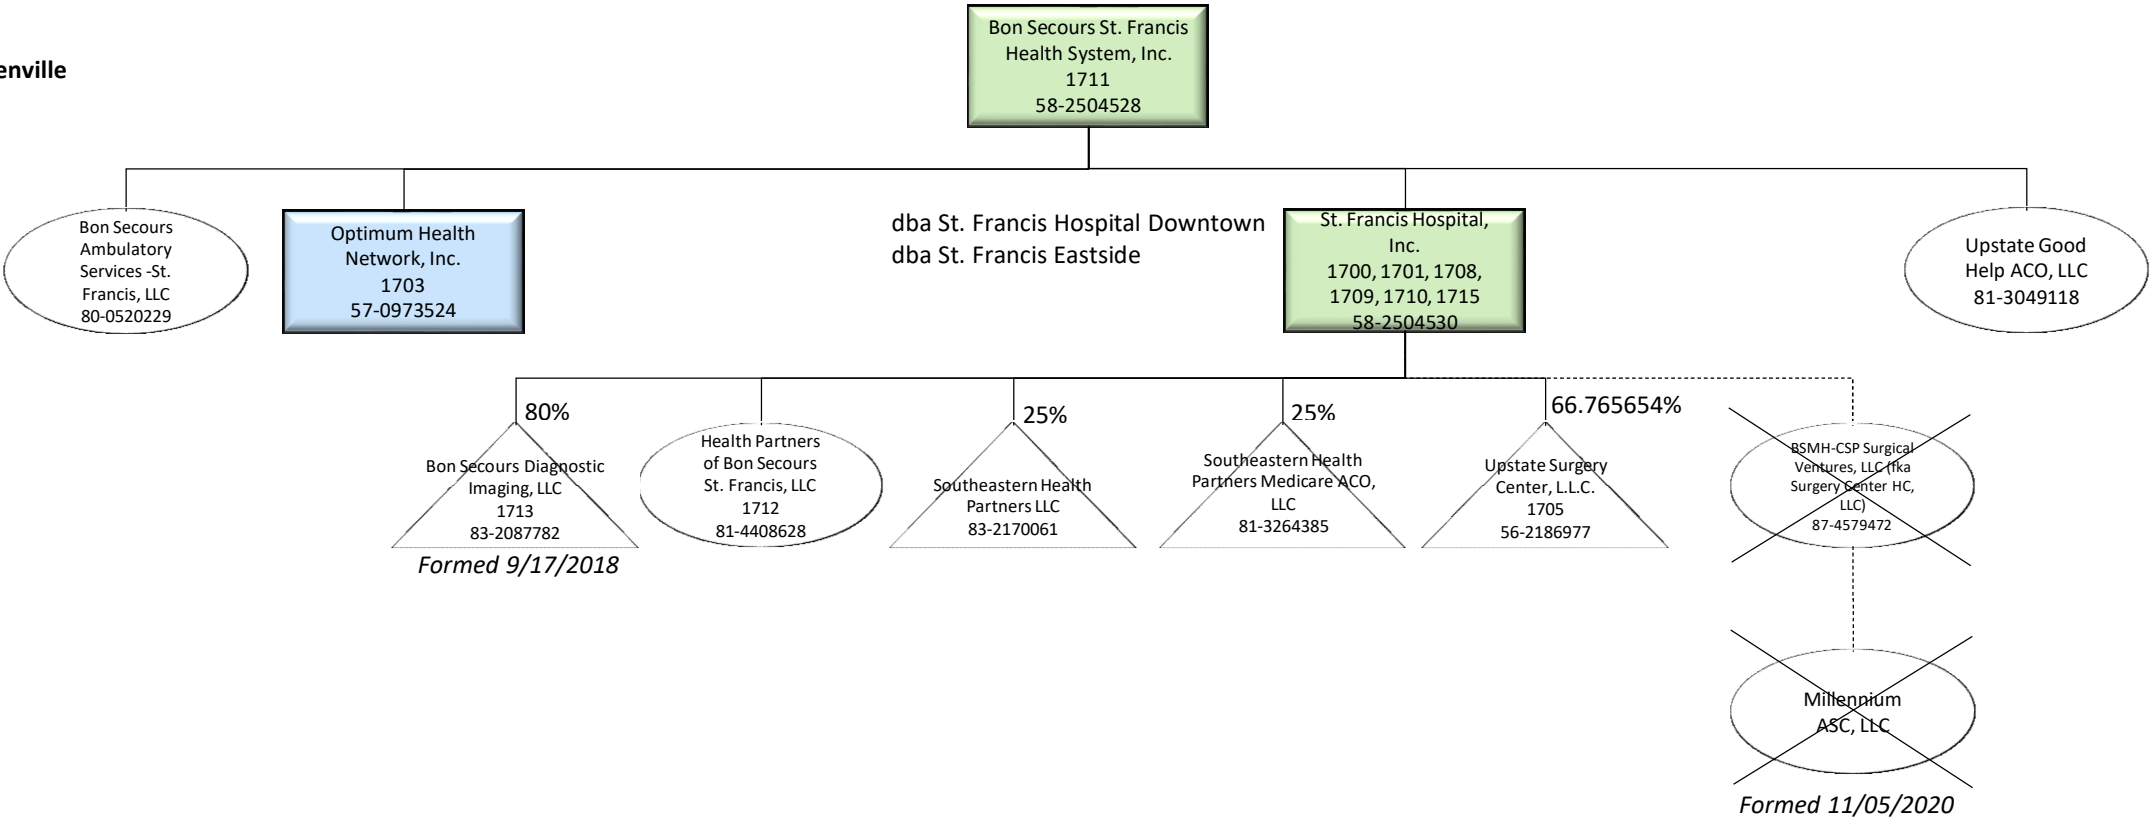 Bon Secours St. Francis
Health System, Inc.
1711
58-2504528
enville
Bon Secours
Ambulatory
Services -St.
Francis, LLC
80-0520229
Optimum Health
Network, Inc.
1703
57-0973524
dba St. Francis Hospital Downtown
dba St. Francis Eastside
St. Francis Hospital,
Inc.
1700, 1701, 1708,
1709, 1710, 1715
58-2504530
Upstate Good
Help ACO, LLC
81-3049118
80%
Bon Secours Diagnostic
Imaging, LLC
1713
83-2087782
Formed 9/17/2018
Health Partners
of Bon Secours
St. Francis, LLC
1712
81-4408628
25%
Southeastern Health
Partners LLC
83-2170061
25%
Southeastern Health
Partners Medicare ACO,
LLC
81-3264385
66.765654%
Upstate Surgery
Center, L.L.C.
1705
56-2186977
BSMH-CSP Surgical
Ventures, LLC (fka
Surgery Center HC,
LLC)
87-4579472
Millennium
ASC, LLC
Formed 11/05/2020